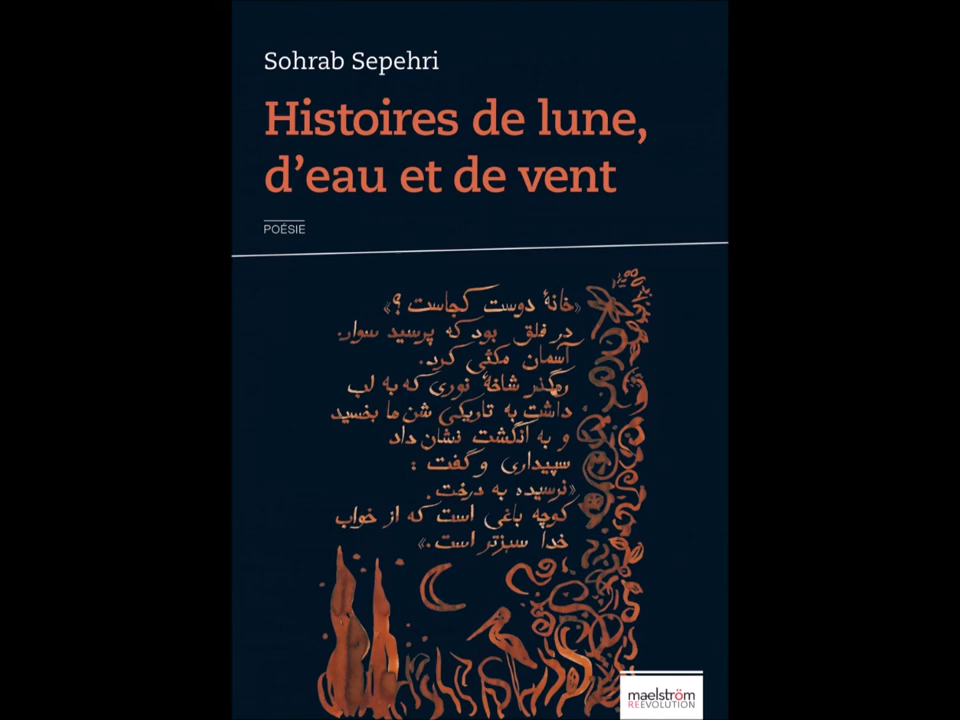 Sohrab Sepehri
Histoires de lune,
d’eau et de vent
POÉSIE
«خانهٔ دوست کجاست؟»
در فلق بود که پرسید سوار.
آسمان مکثی کرد.
رهگذر شاخهٔ نوری که به لب
داشت به تاریکی شن‌ها بخشید
و به انگشت نشان داد
سپیداری و گفت :
«نرسیده به درخت.
کوچه باغی است که از خواب
خدا سبزتر است.»
maelström
REEVOLUTION